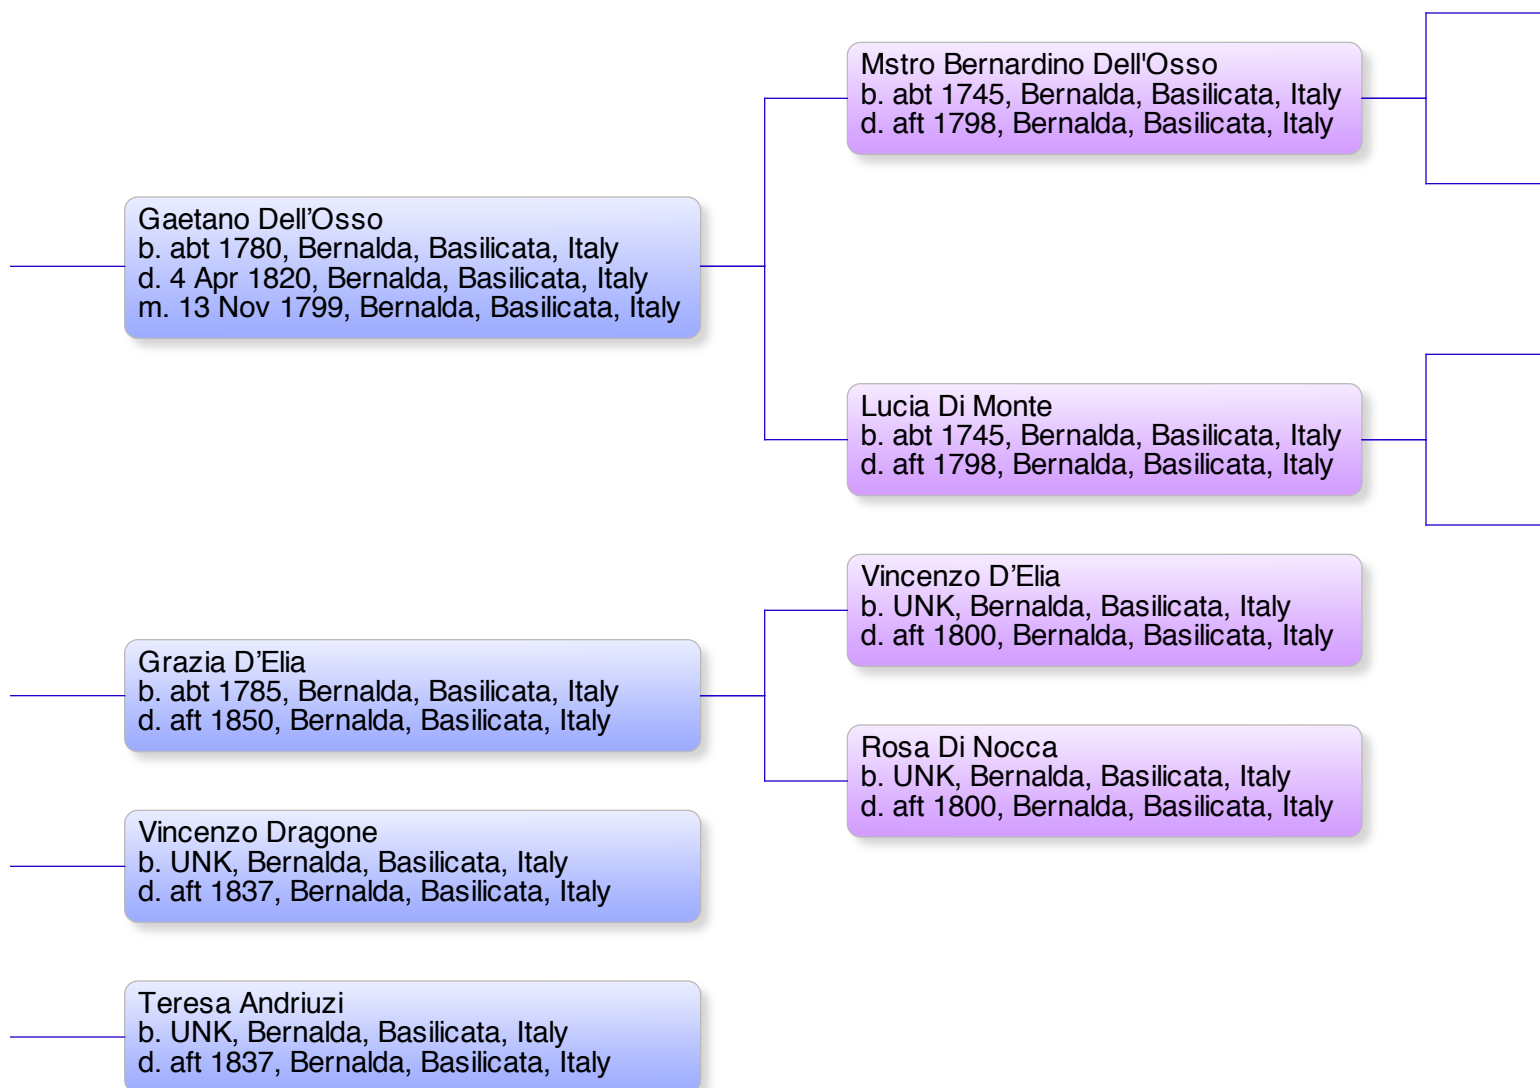 Mstro Bernardino Dell'Osso
b. abt 1745, Bernalda, Basilicata, Italy
d. aft 1798, Bernalda, Basilicata, Italy
Gaetano Dell’Osso
b. abt 1780, Bernalda, Basilicata, Italy
d. 4 Apr 1820, Bernalda, Basilicata, Italy
m. 13 Nov 1799, Bernalda, Basilicata, Italy
Lucia Di Monte
b. abt 1745, Bernalda, Basilicata, Italy
d. aft 1798, Bernalda, Basilicata, Italy
Vincenzo D’Elia
b. UNK, Bernalda, Basilicata, Italy
d. aft 1800, Bernalda, Basilicata, Italy
Grazia D’Elia
b. abt 1785, Bernalda, Basilicata, Italy
d. aft 1850, Bernalda, Basilicata, Italy
Rosa Di Nocca
b. UNK, Bernalda, Basilicata, Italy
d. aft 1800, Bernalda, Basilicata, Italy
Vincenzo Dragone
b. UNK, Bernalda, Basilicata, Italy
d. aft 1837, Bernalda, Basilicata, Italy
Teresa Andriuzi
b. UNK, Bernalda, Basilicata, Italy
d. aft 1837, Bernalda, Basilicata, Italy